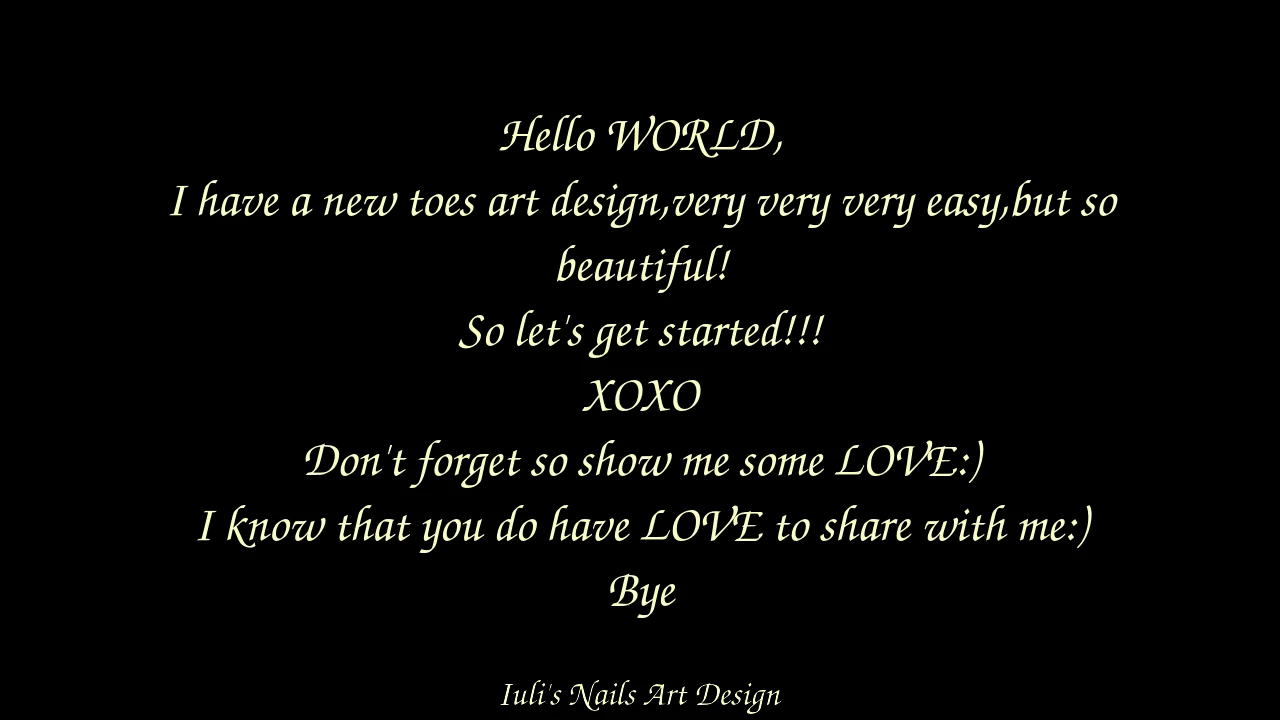 Hello WORLD,
I have a new toes art design,very very very easy,but so
beautiful!
So let's get started!!!
XOXO
Don't forget so show me some LOVE:)
I know that you do have LOVE to share with me:)
Bye
Iuli's Nails Art Design